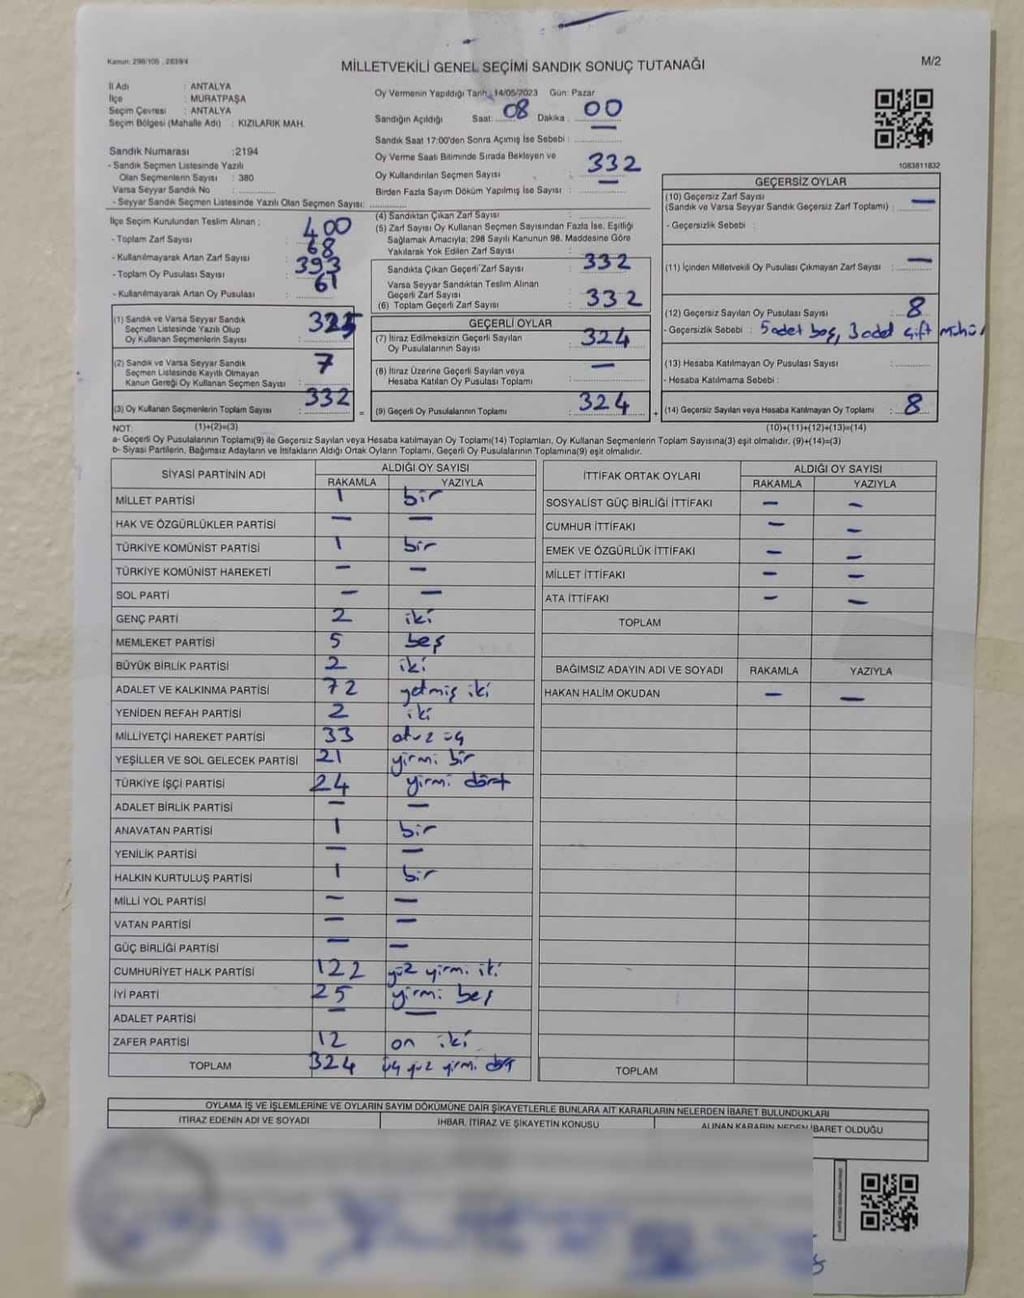 Kanun: 298/105 , 2839/4
MİLLETVEKİLİ GENEL SEÇİMİ SANDIK SONUÇ TUTANAĞI
M/2
İl Adı : ANTALYA
İlçe : MURATPAŞA
Seçim Çevresi : ANTALYA
Seçim Bölgesi (Mahalle Adı) : KIZILARIK MAH.
Sandık Numarası :2194
- Sandık Seçmen Listesinde Yazılı
Olan Seçmenlerin Sayısı : 380
Varsa Seyyar Sandık No :
- Seyyar Sandık Seçmen Listesinde Yazılı Olan Seçmen Sayısı:
Oy Vermenin Yapıldığı Tarih : 14/05/2023 Gün: Pazar
Sandığın Açıldığı Saat: 08 Dakika : 00
Sandık Saat 17:00'den Sonra Açımış İse Sebebi : —
Oy Verme Saati Bitiminde Sırada Bekleyen ve
Oy Kullandırılan Seçmen Sayısı : 332
Birden Fazla Sayım Döküm Yapılmış İse Sayısı : —
1083811832
İlçe Seçim Kurulundan Teslim Alınan :
- Toplam Zarf Sayısı : 400
- Kullanılmayarak Artan Zarf Sayısı : 68
- Toplam Oy Pusulası Sayısı : 393
- Kullanılmayarak Artan Oy Pusulası : 61
(1) Sandık ve Varsa Seyyar Sandık
Seçmen Listesinde Yazılı Olup
Oy Kullanan Seçmenlerin Sayısı : 325
(2) Sandık ve Varsa Seyyar Sandık
Seçmen Listesinde Kayıtlı Olmayan
Kanun Gereği Oy Kullanan Seçmen Sayısı : 7
(3) Oy Kullanan Seçmenlerin Toplam Sayısı : 332
(1)+(2)=(3)
(4) Sandıktan Çıkan Zarf Sayısı :
(5) Zarf Sayısı Oy Kullanan Seçmen Sayısından Fazla İse, Eşitliği
Sağlamak Amacıyla; 298 Sayılı Kanunun 98. Maddesine Göre
Yakılarak Yok Edilen Zarf Sayısı :
Sandıkta Çıkan Geçerli Zarf Sayısı : 332
Varsa Seyyar Sandıktan Teslim Alınan
Geçerli Zarf Sayısı :
(6) Toplam Geçerli Zarf Sayısı : 332
GEÇERLİ OYLAR
(7) İtiraz Edilmeksizin Geçerli Sayılan
Oy Pusulalarının Sayısı : 324
(8) İtiraz Üzerine Geçerli Sayılan veya
Hesaba Katılan Oy Pusulası Toplamı : —
(9) Geçerli Oy Pusulalarının Toplamı : 324
GEÇERSİZ OYLAR
(10) Geçersiz Zarf Sayısı
(Sandık ve Varsa Seyyar Sandık Geçersiz Zarf Toplamı) : —
- Geçersizlik Sebebi :
(11) İçinden Milletvekili Oy Pusulası Çıkmayan Zarf Sayısı : —
(12) Geçersiz Sayılan Oy Pusulası Sayısı : 8
- Geçersizlik Sebebi : 5 adet boş, 3 adet çift mühür
(13) Hesaba Katılmayan Oy Pusulası Sayısı :
- Hesaba Katılmama Sebebi :
(14) Geçersiz Sayılan veya Hesaba Katılmayan Oy Toplamı : 8
(10)+(11)+(12)+(13)=(14)
NOT:
a- Geçerli Oy Pusulalarının Toplamı(9) ile Geçersiz Sayılan veya Hesaba katılmayan Oy Toplamı(14) Toplamları, Oy Kullanan Seçmenlerin Toplam Sayısına(3) eşit olmalıdır. (9)+(14)=(3)
b- Siyasi Partilerin, Bağımsız Adayların ve İttifakların Aldığı Ortak Oyların Toplamı, Geçerli Oy Pusulalarının Toplamına(9) eşit olmalıdır.
SİYASİ PARTİNİN ADI ALDIĞI OY SAYISI
RAKAMLA YAZIYLA
MİLLET PARTİSİ 1 bir
HAK VE ÖZGÜRLÜKLER PARTİSİ — —
TÜRKİYE KOMÜNİST PARTİSİ 1 bir
TÜRKİYE KOMÜNİST HAREKETİ — —
SOL PARTİ — —
GENÇ PARTİ 2 iki
MEMLEKET PARTİSİ 5 beş
BÜYÜK BİRLİK PARTİSİ 2 iki
ADALET VE KALKINMA PARTİSİ 72 yetmiş iki
YENİDEN REFAH PARTİSİ 2 iki
MİLLİYETÇİ HAREKET PARTİSİ 33 otuz üç
YEŞİLLER VE SOL GELECEK PARTİSİ 21 yirmi bir
TÜRKİYE İŞÇİ PARTİSİ 24 yirmi dört
ADALET BİRLİK PARTİSİ — —
ANAVATAN PARTİSİ 1 bir
YENİLİK PARTİSİ — —
HALKIN KURTULUŞ PARTİSİ 1 bir
MİLLİ YOL PARTİSİ — —
VATAN PARTİSİ — —
GÜÇ BİRLİĞİ PARTİSİ — —
CUMHURİYET HALK PARTİSİ 122 yüz yirmi iki
İYİ PARTİ 25 yirmi beş
ADALET PARTİSİ — —
ZAFER PARTİSİ 12 on iki
TOPLAM 324 üç yüz yirmi dört
İTTİFAK ORTAK OYLARI ALDIĞI OY SAYISI
RAKAMLA YAZIYLA
SOSYALİST GÜÇ BİRLİĞİ İTTİFAKI — —
CUMHUR İTTİFAKI — —
EMEK VE ÖZGÜRLÜK İTTİFAKI — —
MİLLET İTTİFAKI — —
ATA İTTİFAKI — —
TOPLAM
BAĞIMSIZ ADAYIN ADI VE SOYADI RAKAMLA YAZIYLA
HAKAN HALİM OKUDAN — —
TOPLAM
OYLAMA İŞ VE İŞLEMLERİNE VE OYLARIN SAYIM DÖKÜMÜNE DAİR ŞİKAYETLERLE BUNLARA AİT KARARLARIN NELERDEN İBARET BULUNDUKLARI
İTİRAZ EDENİN ADI VE SOYADI İHBAR, İTİRAZ VE ŞİKAYETİN KONUSU ALINAN KARARIN NEDEN İBARET OLDUĞU